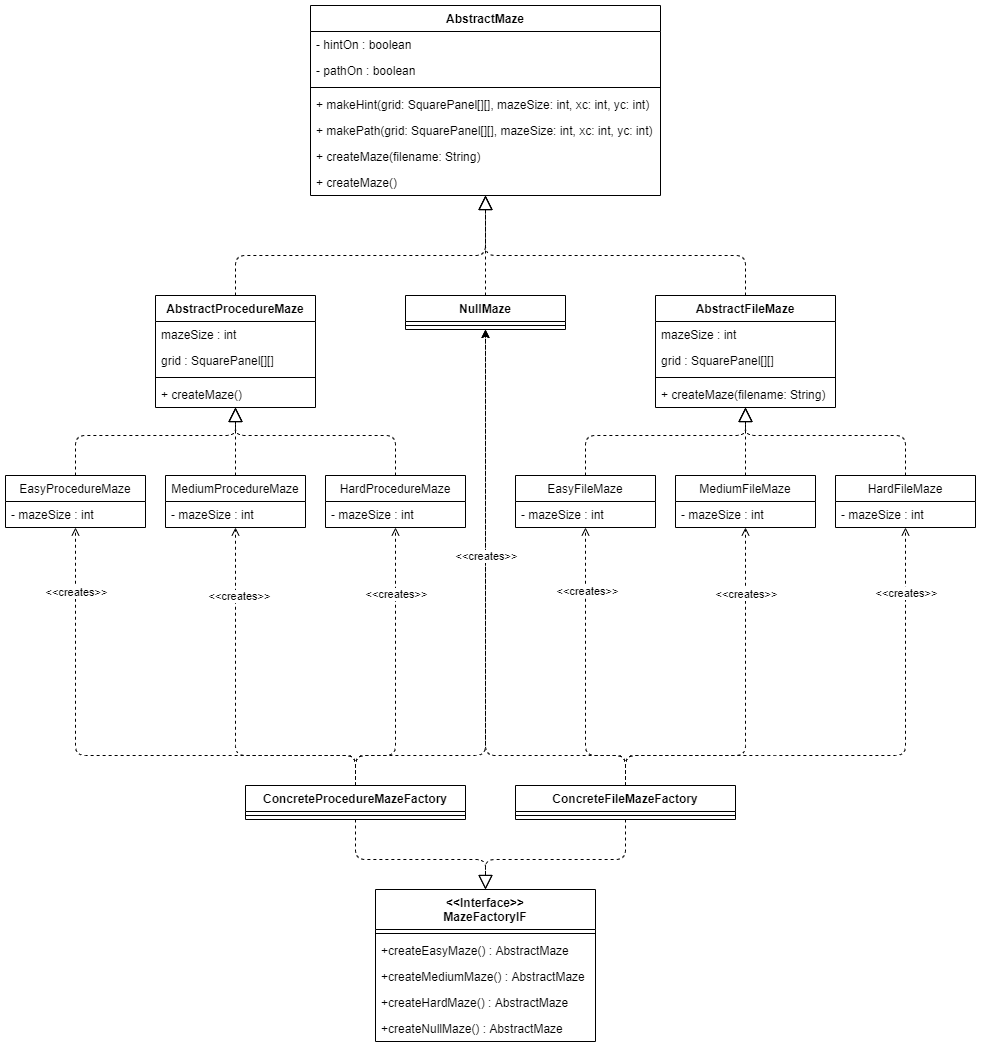 AbstractMaze
- hintOn : boolean
- pathOn : boolean
+ makeHint(grid: SquarePanel[][], mazeSize: int, xc: int, yc: int)
+ makePath(grid: SquarePanel[][], mazeSize: int, xc: int, yc: int)
+ createMaze(filename: String)
+ createMaze()
AbstractProcedureMaze
mazeSize : int
grid : SquarePanel[][]
+ createMaze()
NullMaze
AbstractFileMaze
mazeSize : int
grid : SquarePanel[][]
+ createMaze(filename: String)
EasyProcedureMaze
- mazeSize : int
MediumProcedureMaze
- mazeSize : int
HardProcedureMaze
- mazeSize : int
EasyFileMaze
- mazeSize : int
MediumFileMaze
- mazeSize : int
HardFileMaze
- mazeSize : int
<<creates>>
<<creates>>
<<creates>>
<<creates>>
<<creates>>
<<creates>>
<<creates>>
ConcreteProcedureMazeFactory
ConcreteFileMazeFactory
<<Interface>>
MazeFactoryIF
+createEasyMaze() : AbstractMaze
+createMediumMaze() : AbstractMaze
+createHardMaze() : AbstractMaze
+createNullMaze() : AbstractMaze